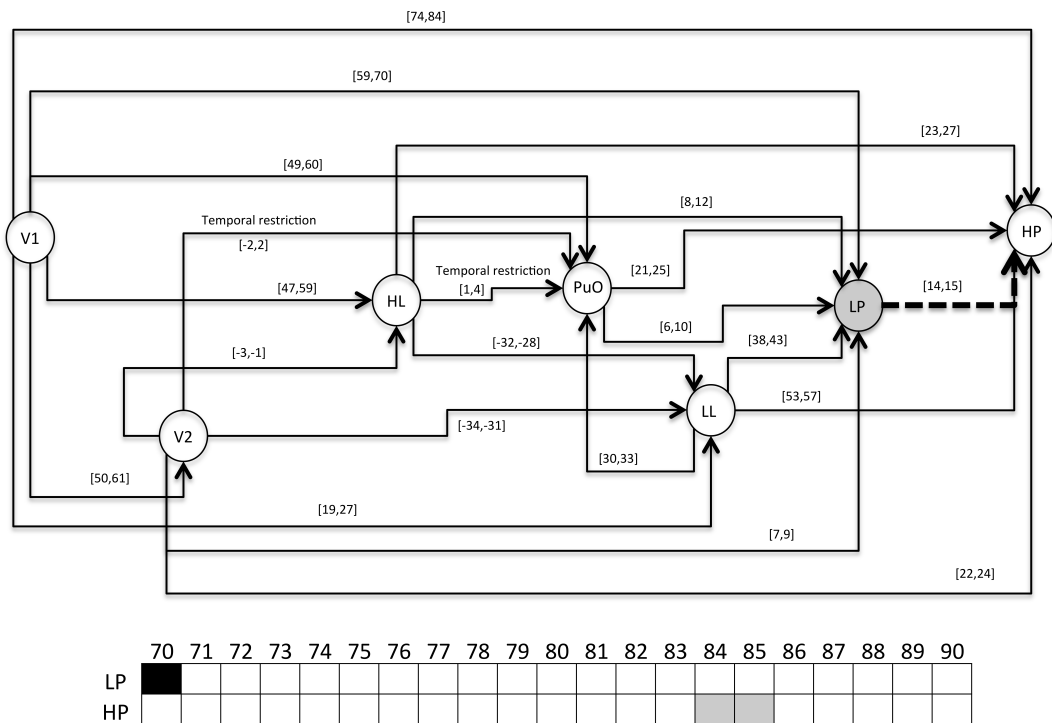 [74,84]
[59,70]
[23,27]
[49,60]
[8,12]
Temporal restriction
[-2,2]
V1
HP
Temporal restriction
[1,4]
[21,25]
[47,59]
HL
PuO
LP
[14,15]
[6,10]
[-32,-28]
[38,43]
[-3,-1]
[53,57]
LL
V2
[-34,-31]
[30,33]
[50,61]
[19,27]
[7,9]
[22,24]
70 71 72 73 74 75 76 77 78 79 80 81 82 83 84 85 86 87 88 89 90
LP
HP